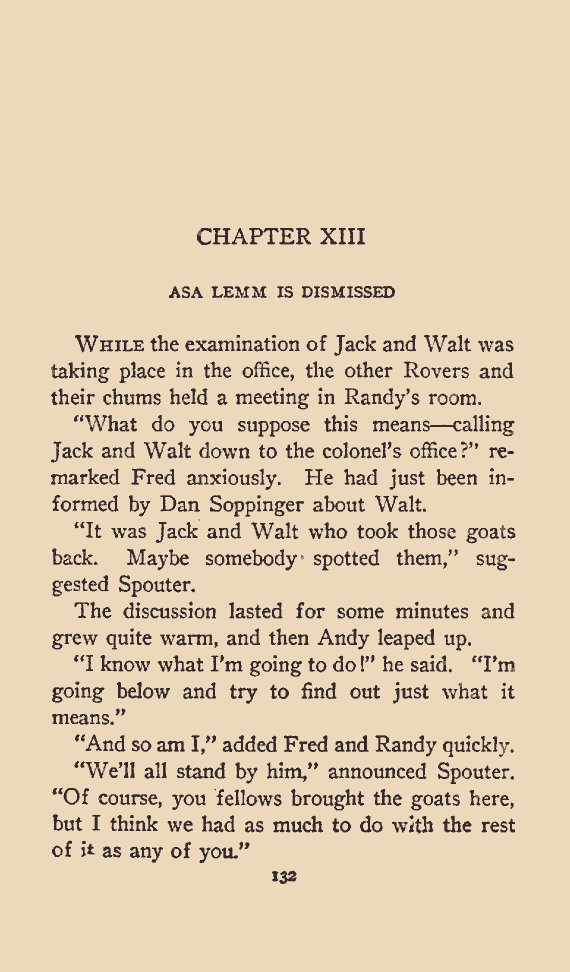 CHAPTER XIII
ASA LEMM IS DISMISSED
WHILE the examination of Jack and Walt was
taking place in the office, the other Rovers and
their chums held a meeting in Randy's room.
“What do you suppose this means—calling
Jack and Walt down to the colonel's office?” re-
marked Fred anxiously. He had just been in-
formed by Dan Soppinger about Walt.
“It was Jack and Walt who took those goats
back. Maybe somebody spotted them,” sug-
gested Spouter.
The discussion lasted for some minutes and
grew quite warm, and then Andy leaped up.
“I know what I'm going to do!” he said. “I'm
going below and try to find out just what it
means.”
“And so am I,” added Fred and Randy quickly.
“We'll all stand by him,” announced Spouter.
“Of course, you fellows brought the goats here,
but I think we had as much to do with the rest
of it as any of you.”
132